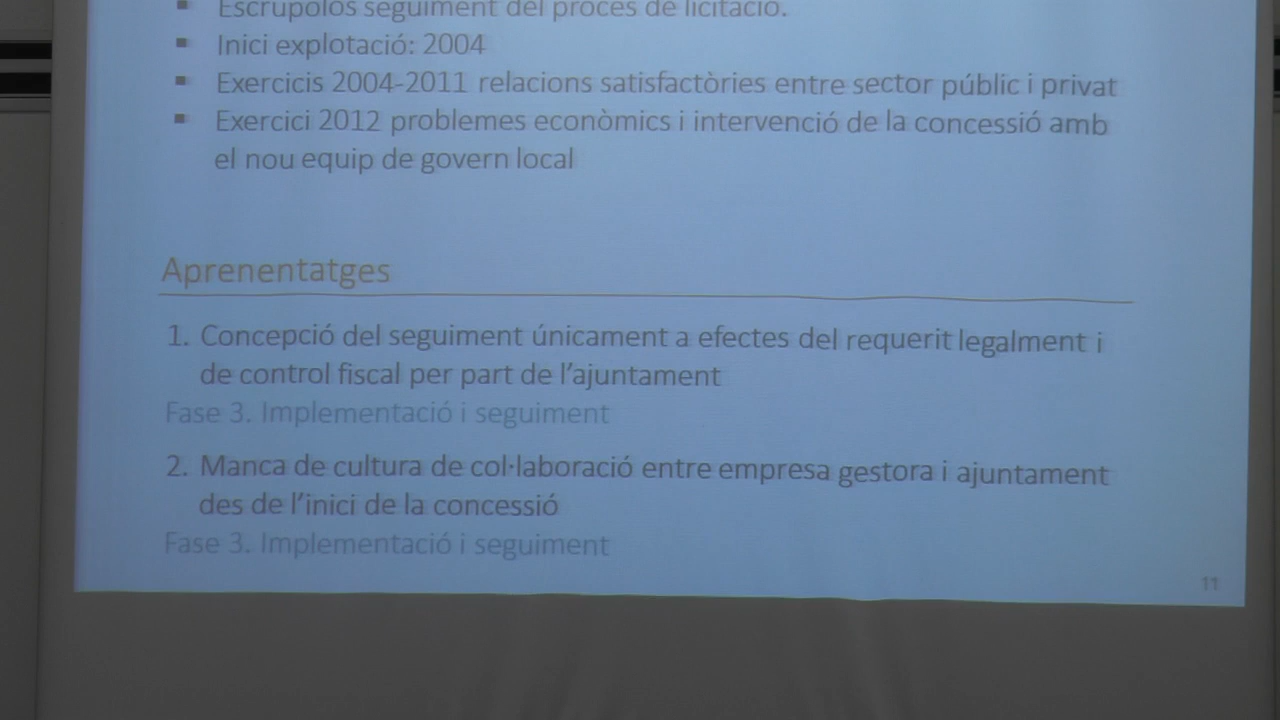 Escrupolós seguiment del procés de licitació.
▪ Inici explotació: 2004
▪ Exercicis 2004-2011 relacions satisfactòries entre sector públic i privat
▪ Exercici 2012 problemes econòmics i intervenció de la concessió amb
el nou equip de govern local
Aprenentatges
1. Concepció del seguiment únicament a efectes del requerit legalment i
de control fiscal per part de l'ajuntament
Fase 3. Implementació i seguiment
2. Manca de cultura de col·laboració entre empresa gestora i ajuntament
des de l'inici de la concessió
Fase 3. Implementació i seguiment
11